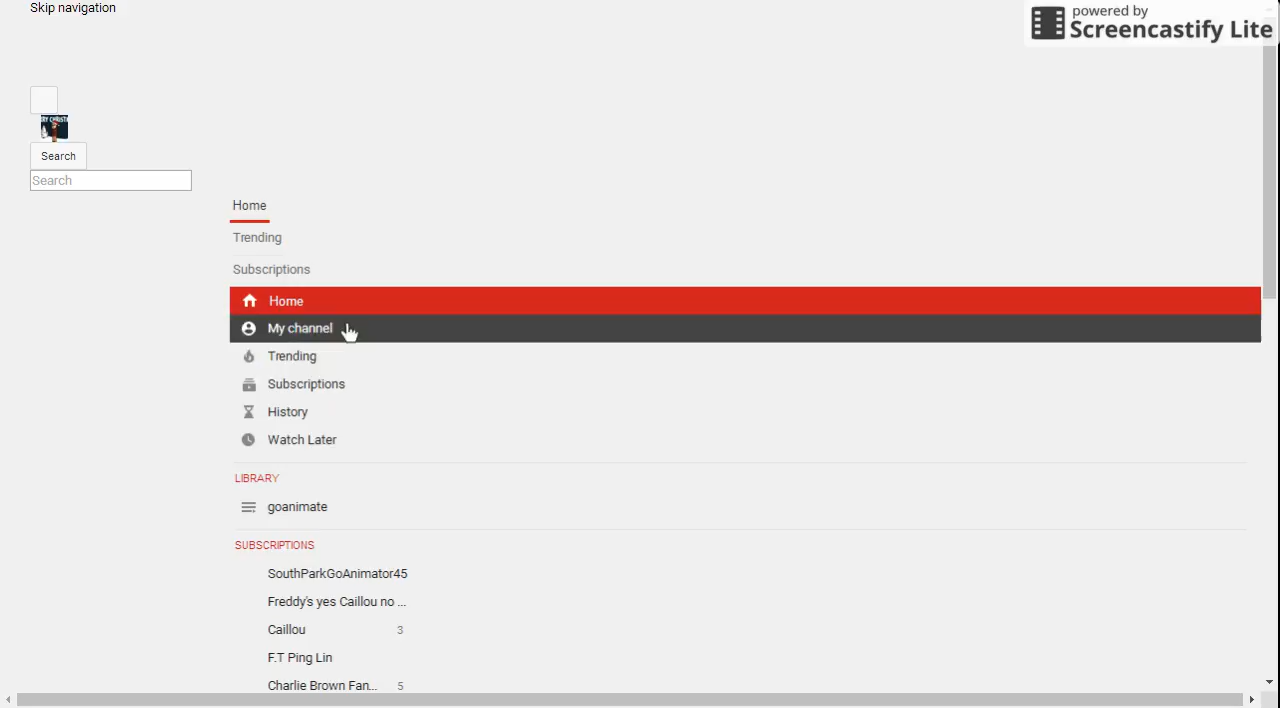 Skip navigation
powered by
Screencastify Lite
Search
Search
Home
Trending
Subscriptions
Home
My channel
Trending
Subscriptions
History
Watch Later
LIBRARY
goanimate
SUBSCRIPTIONS
SouthParkGoAnimator45
Freddy's yes Caillou no ...
Caillou 3
F.T Ping Lin
Charlie Brown Fan... 5